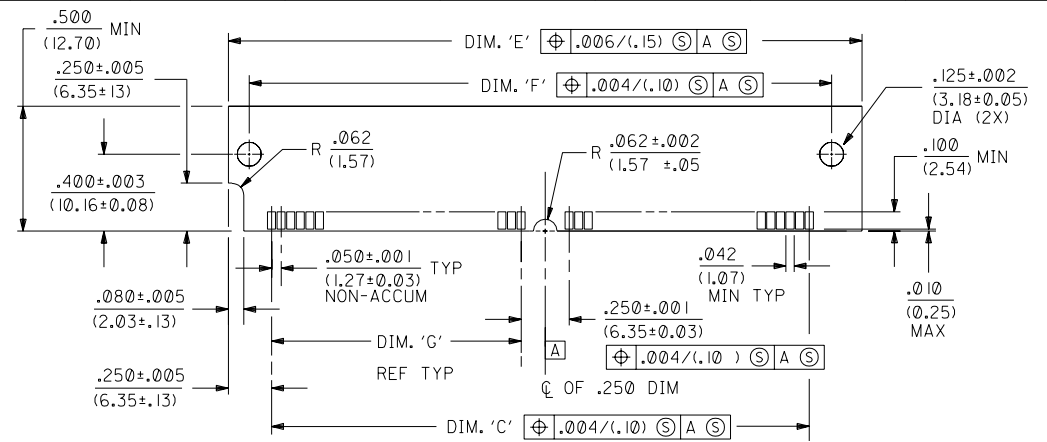 .500 MIN
(12.70)
DIM. 'E' ⌖ .006/(.15) Ⓢ A Ⓢ
.250±.005
(6.35±13)
DIM. 'F' ⌖ .004/(.10) Ⓢ A Ⓢ
.125±.002
(3.18±0.05)
DIA (2X)
R .062
(1.57)
R .062±.002
(1.57 ±.05
.100 MIN
(2.54)
.400±.003
(10.16±0.08)
.050±.001 TYP
(1.27±0.03)
NON-ACCUM
.042
(1.07)
MIN TYP
.010
(0.25)
MAX
.080±.005
(2.03±.13)
.250±.001
(6.35±0.03)
DIM. 'G'
REF TYP
A
⌖ .004/(.10 ) Ⓢ A Ⓢ
℄ OF .250 DIM
.250±.005
(6.35±.13)
DIM. 'C' ⌖ .004/(.10) Ⓢ A Ⓢ